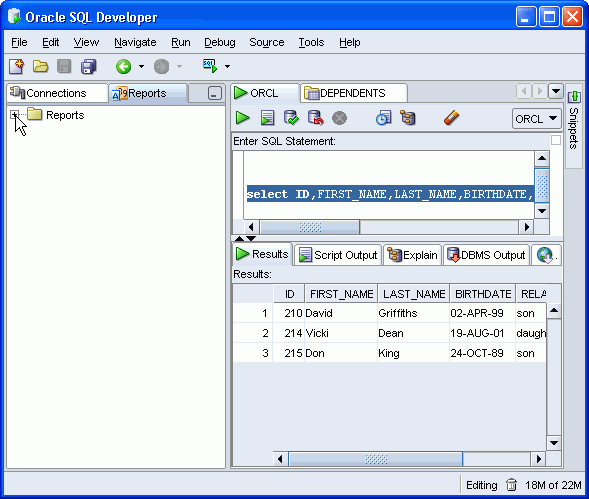 Oracle SQL Developer
File Edit View Navigate Run Debug Source Tools Help
SQL
Connections Reports
Reports
ORCL DEPENDENTS
ORCL
Snippets
Enter SQL Statement:
select ID,FIRST_NAME,LAST_NAME,BIRTHDATE,
Results Script Output Explain DBMS Output .
Results:
ID FIRST_NAME LAST_NAME BIRTHDATE RELA
1 210 David Griffiths 02-APR-99 son
2 214 Vicki Dean 19-AUG-01 daugh
3 215 Don King 24-OCT-89 son
Editing 18M of 22M